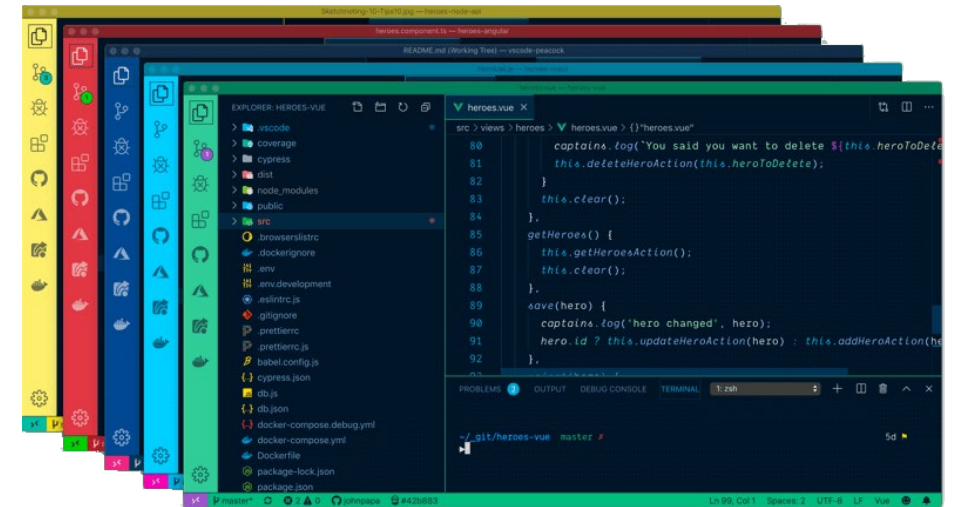 Sketchnoting-10-Tips10.jpg — heroes-node-api
heroes.component.ts — heroes-angular
README.md (Working Tree) — vscode-peacock
heroes.vue — heroes-vue
EXPLORER: HEROES-VUE
.vscode
coverage
cypress
dist
node_modules
public
src
.browserslistrc
.dockerignore
.env
.env.development
.eslintrc.js
.gitignore
.prettierrc
.prettierrc.js
babel.config.js
cypress.json
db.js
db.json
docker-compose.debug.yml
docker-compose.yml
Dockerfile
package-lock.json
package.json
heroes.vue ×
src > views > heroes > heroes.vue > {} "heroes.vue"
80 captains.log(`You said you want to delete ${this.heroToDele
81 this.deleteHeroAction(this.heroToDelete);
82 }
83 this.clear();
84 },
85 getHeroes() {
86 this.getHeroesAction();
87 this.clear();
88 },
89 save(hero) {
90 captains.log('hero changed', hero);
91 hero.id ? this.updateHeroAction(hero) : this.addHeroAction(he
92 },
PROBLEMS 2 OUTPUT DEBUG CONSOLE TERMINAL 1: zsh
~/_git/heroes-vue master ✗ 5d
master* 2 0 johnpapa #42b883 Ln 99, Col 1 Spaces: 2 UTF-8 LF Vue